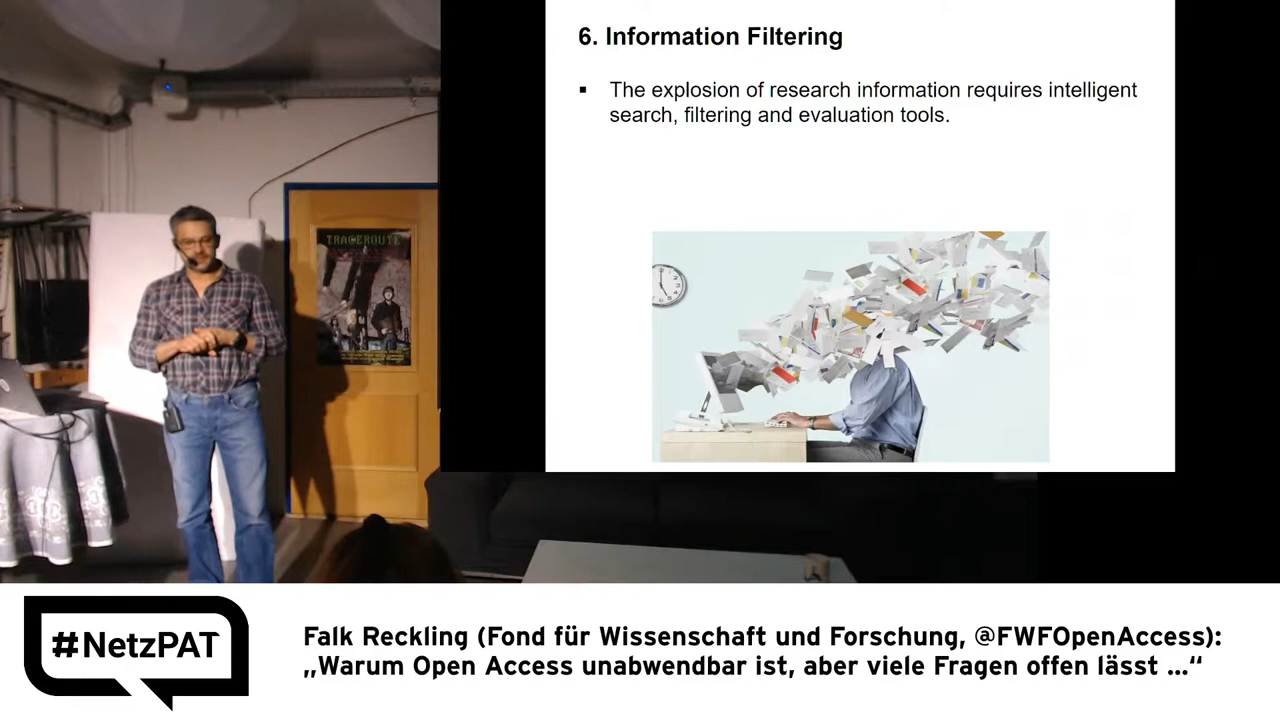 6. Information Filtering
▪ The explosion of research information requires intelligent
search, filtering and evaluation tools.
TRACEROUTE
#NetzPAT
Falk Reckling (Fond für Wissenschaft und Forschung, @FWFOpenAccess):
„Warum Open Access unabwendbar ist, aber viele Fragen offen lässt ...“